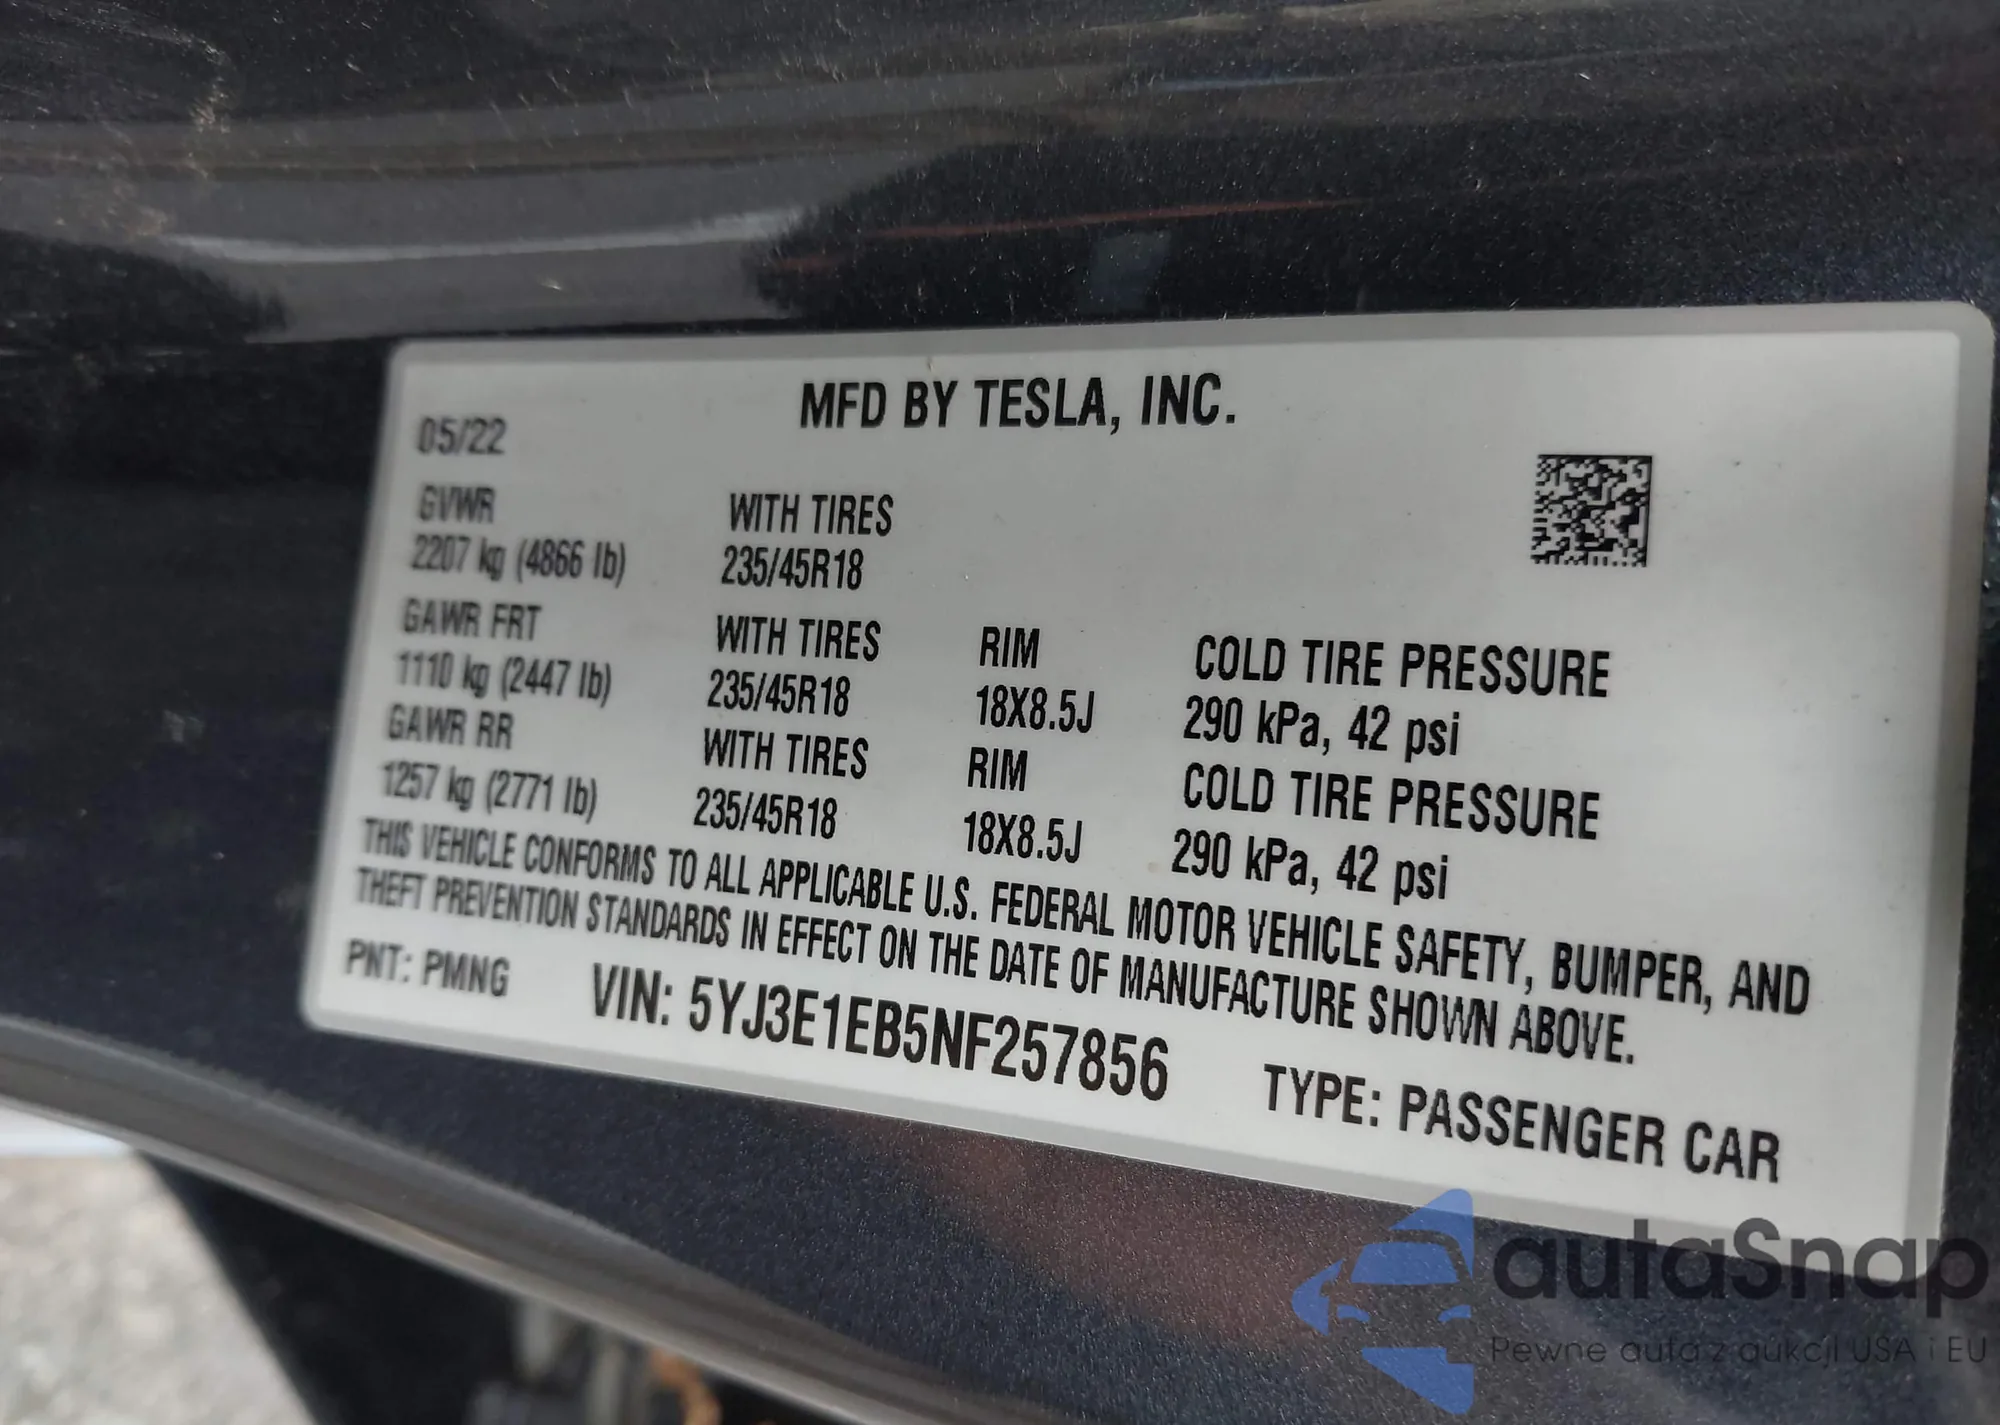 MFD BY TESLA, INC.
05/22
GVWR WITH TIRES
2207 kg (4866 lb) 235/45R18
GAWR FRT WITH TIRES RIM COLD TIRE PRESSURE
1110 kg (2447 lb) 235/45R18 18X8.5J 290 kPa, 42 psi
GAWR RR WITH TIRES RIM COLD TIRE PRESSURE
1257 kg (2771 lb) 235/45R18 18X8.5J 290 kPa, 42 psi
THIS VEHICLE CONFORMS TO ALL APPLICABLE U.S. FEDERAL MOTOR VEHICLE SAFETY, BUMPER, AND
THEFT PREVENTION STANDARDS IN EFFECT ON THE DATE OF MANUFACTURE SHOWN ABOVE.
PNT: PMNG VIN: 5YJ3E1EB5NF257856 TYPE: PASSENGER CAR
autaSnap
Pewne auta z aukcji USA i EU